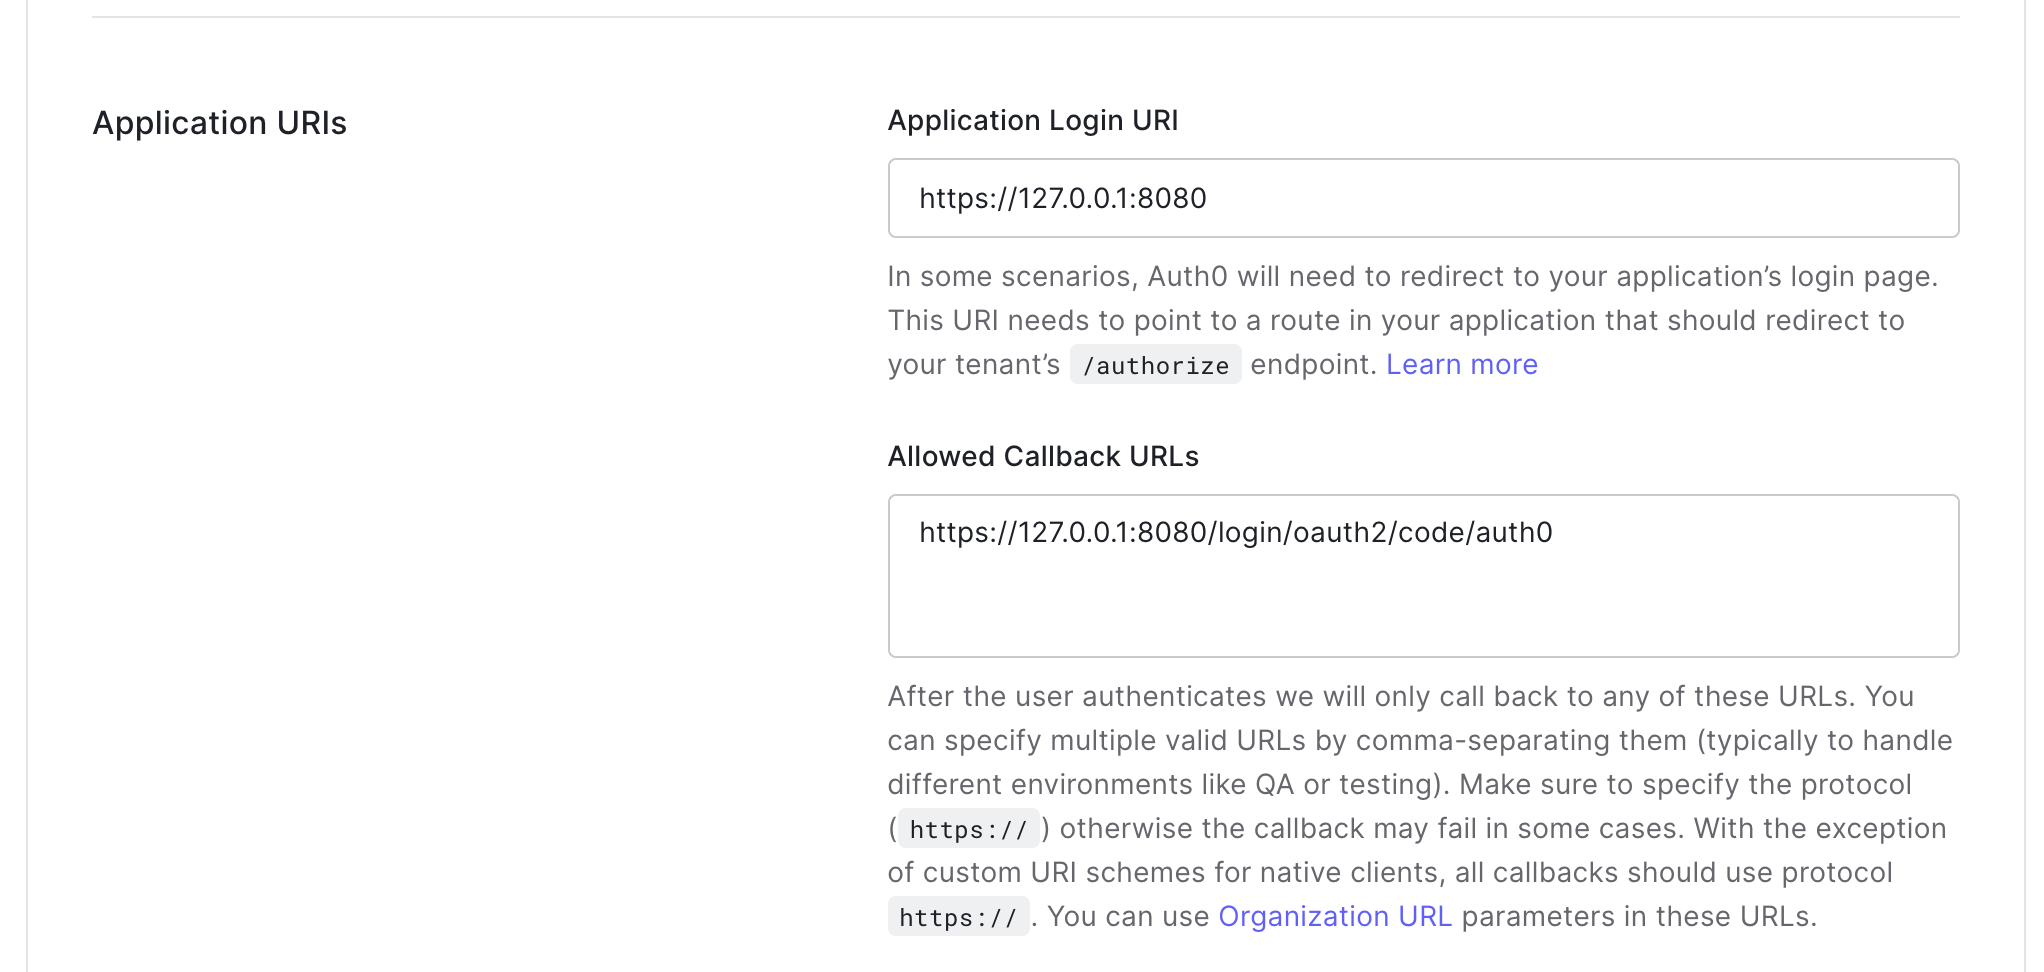 Application URIs
Application Login URI
https://127.0.0.1:8080
In some scenarios, Auth0 will need to redirect to your application’s login page.
This URI needs to point to a route in your application that should redirect to
your tenant’s /authorize endpoint. Learn more
Allowed Callback URLs
https://127.0.0.1:8080/login/oauth2/code/auth0
After the user authenticates we will only call back to any of these URLs. You
can specify multiple valid URLs by comma-separating them (typically to handle
different environments like QA or testing). Make sure to specify the protocol
(https://) otherwise the callback may fail in some cases. With the exception
of custom URI schemes for native clients, all callbacks should use protocol
https://. You can use Organization URL parameters in these URLs.